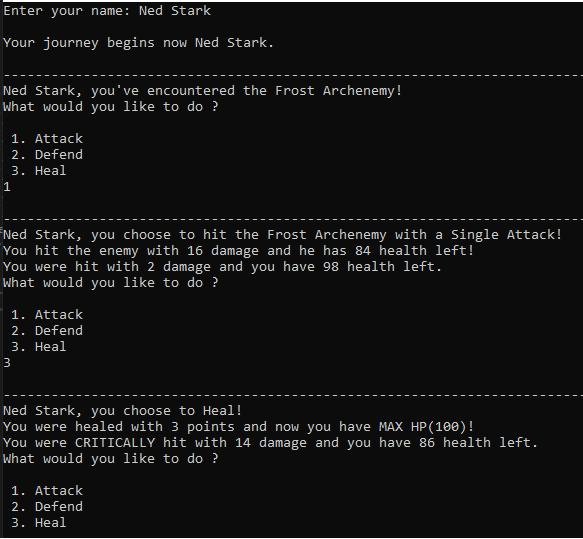 Enter your name: Ned Stark
Your journey begins now Ned Stark.
-------------------------------------------------------------------------
Ned Stark, you've encountered the Frost Archenemy!
What would you like to do ?
1. Attack
2. Defend
3. Heal
1
-------------------------------------------------------------------------
Ned Stark, you choose to hit the Frost Archenemy with a Single Attack!
You hit the enemy with 16 damage and he has 84 health left!
You were hit with 2 damage and you have 98 health left.
What would you like to do ?
1. Attack
2. Defend
3. Heal
3
-------------------------------------------------------------------------
Ned Stark, you choose to Heal!
You were healed with 3 points and now you have MAX HP(100)!
You were CRITICALLY hit with 14 damage and you have 86 health left.
What would you like to do ?
1. Attack
2. Defend
3. Heal